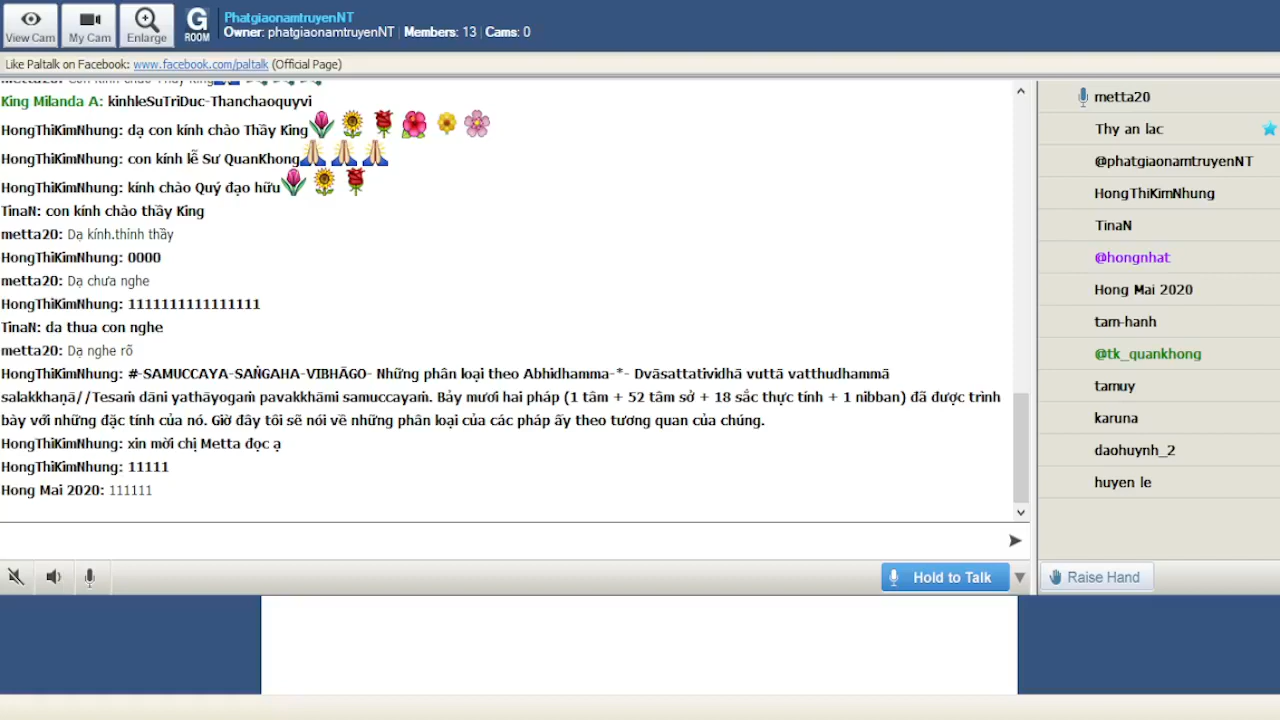 View Cam
My Cam
Enlarge
G ROOM
PhatgiaonamtruyenNT
Owner: phatgiaonamtruyenNT | Members: 13 | Cams: 0
Like Paltalk on Facebook: www.facebook.com/paltalk (Official Page)
King Milanda A: kinhleSuTriDuc-Thanchaoquyvi
HongThiKimNhung: dạ con kính chào Thầy King
HongThiKimNhung: con kính lễ Sư QuanKhong
HongThiKimNhung: kính chào Quý đạo hữu
TinaN: con kính chào thầy King
metta20: Dạ kính.thính thầy
HongThiKimNhung: 0000
metta20: Dạ chưa nghe
HongThiKimNhung: 1111111111111111
TinaN: da thua con nghe
metta20: Dạ nghe rõ
HongThiKimNhung: #-SAMUCCAYA-SAṄGAHA-VIBHĀGO- Những phân loại theo Abhidhamma-*- Dvāsattatividhā vuttā vatthudhammā
salakkhaṇā//Tesaṁ dāni yathāyogaṁ pavakkhāmi samuccayaṁ. Bảy mươi hai pháp (1 tâm + 52 tâm sở + 18 sắc thực tính + 1 nibban) đã được trình
bày với những đặc tính của nó. Giờ đây tôi sẽ nói về những phân loại của các pháp ấy theo tương quan của chúng.
HongThiKimNhung: xin mời chị Metta đọc ạ
HongThiKimNhung: 11111
Hong Mai 2020: 111111
Hold to Talk
metta20
Thy an lac
@phatgiaonamtruyenNT
HongThiKimNhung
TinaN
@hongnhat
Hong Mai 2020
tam-hanh
@tk_quankhong
tamuy
karuna
daohuynh_2
huyen le
Raise Hand